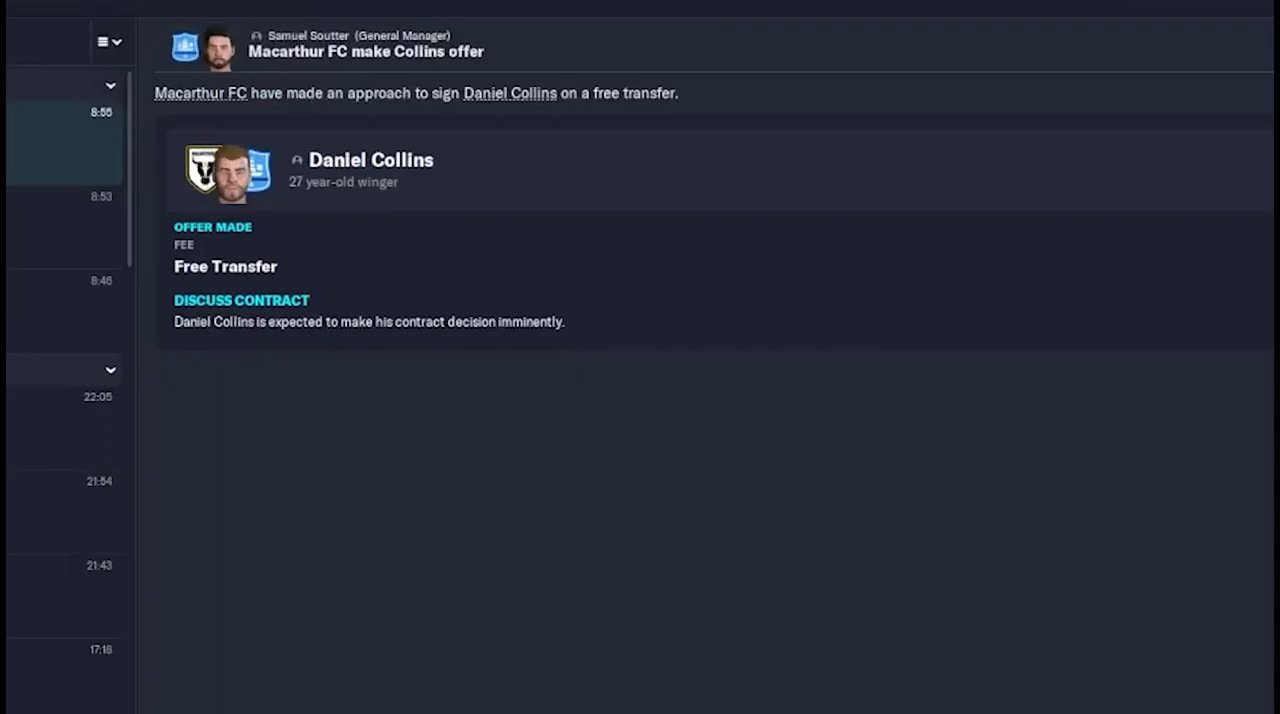 Samuel Soutter (General Manager)
Macarthur FC make Collins offer
8:55
8:53
8:46
22:05
21:54
21:43
17:18
Macarthur FC have made an approach to sign Daniel Collins on a free transfer.
Daniel Collins
27 year-old winger
OFFER MADE
FEE
Free Transfer
DISCUSS CONTRACT
Daniel Collins is expected to make his contract decision imminently.